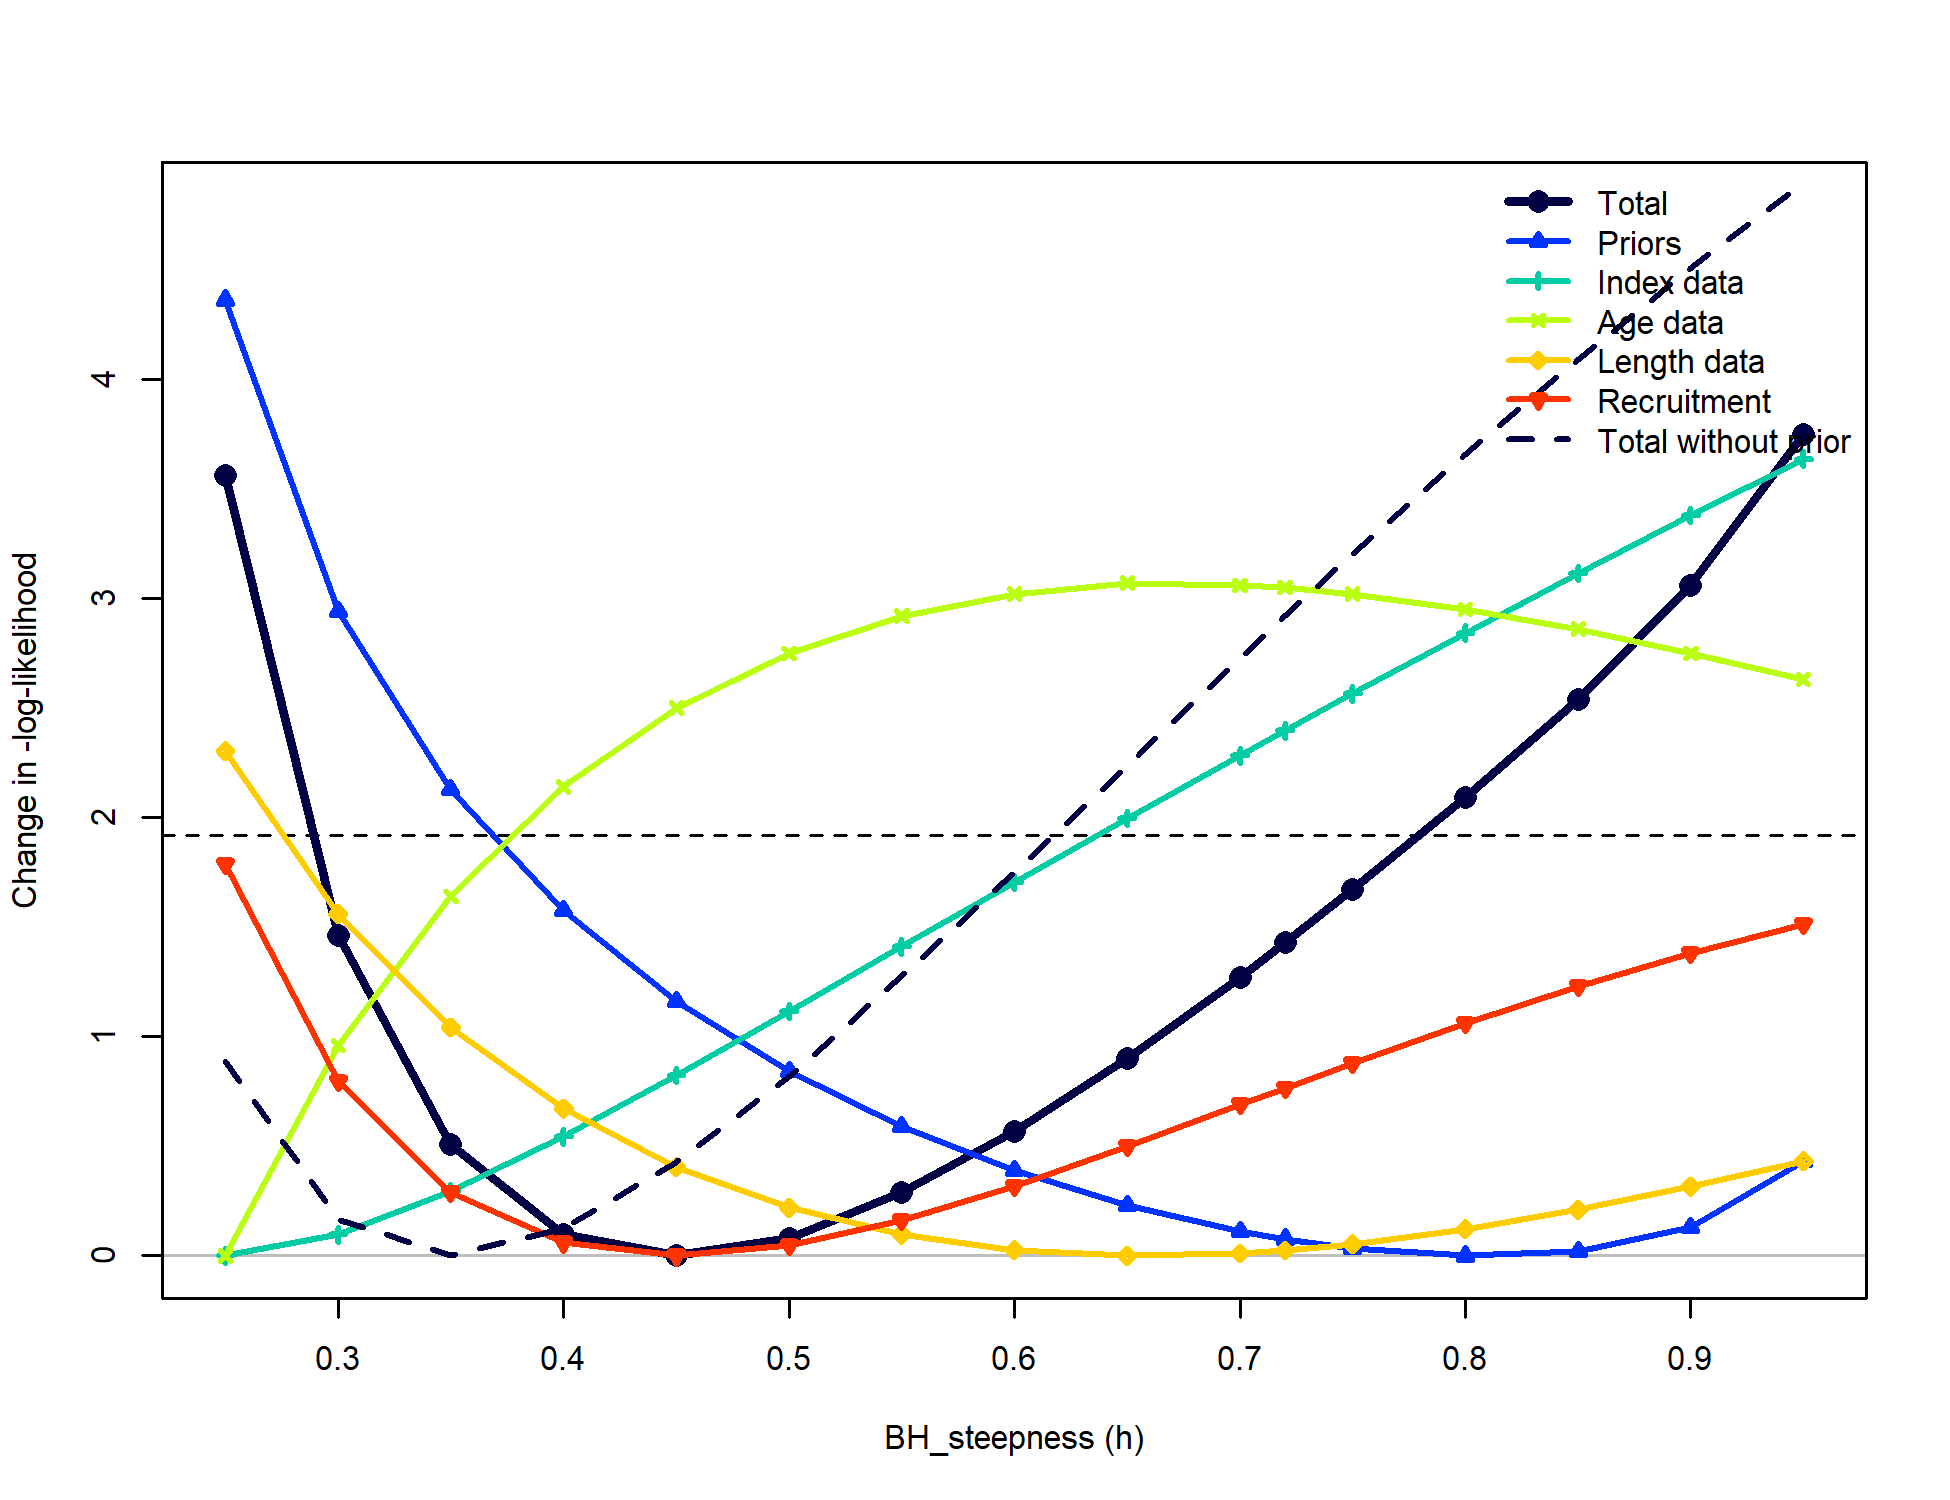 Total
Priors
Index data
Age data
Length data
Recruitment
Total without prior
Change in -log-likelihood
4
3
2
1
0
0.3 0.4 0.5 0.6 0.7 0.8 0.9
BH_steepness (h)